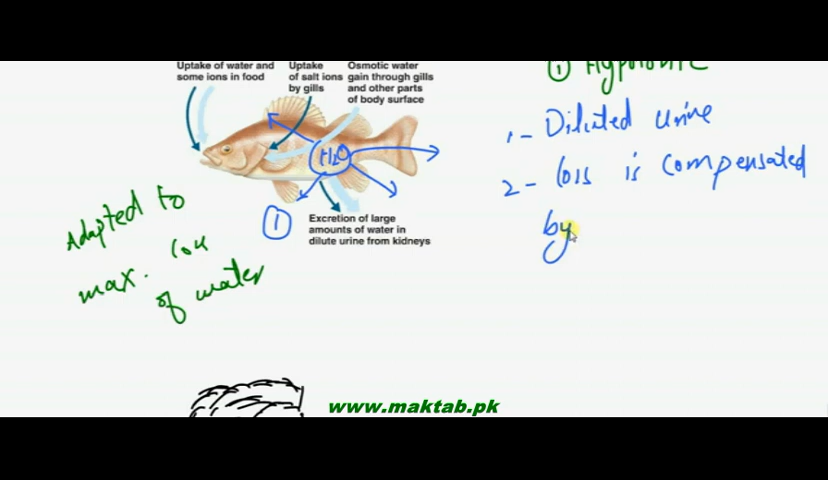 Uptake of water and
some ions in food
Uptake
of salt ions
by gills
Osmotic water
gain through gills
and other parts
of body surface
① Hypotonic
1- Diluted urine
2- loss is compensated
by
H2O
①
Excretion of large
amounts of water in
dilute urine from kidneys
Adapted to
max. loss
of water
www.maktab.pk